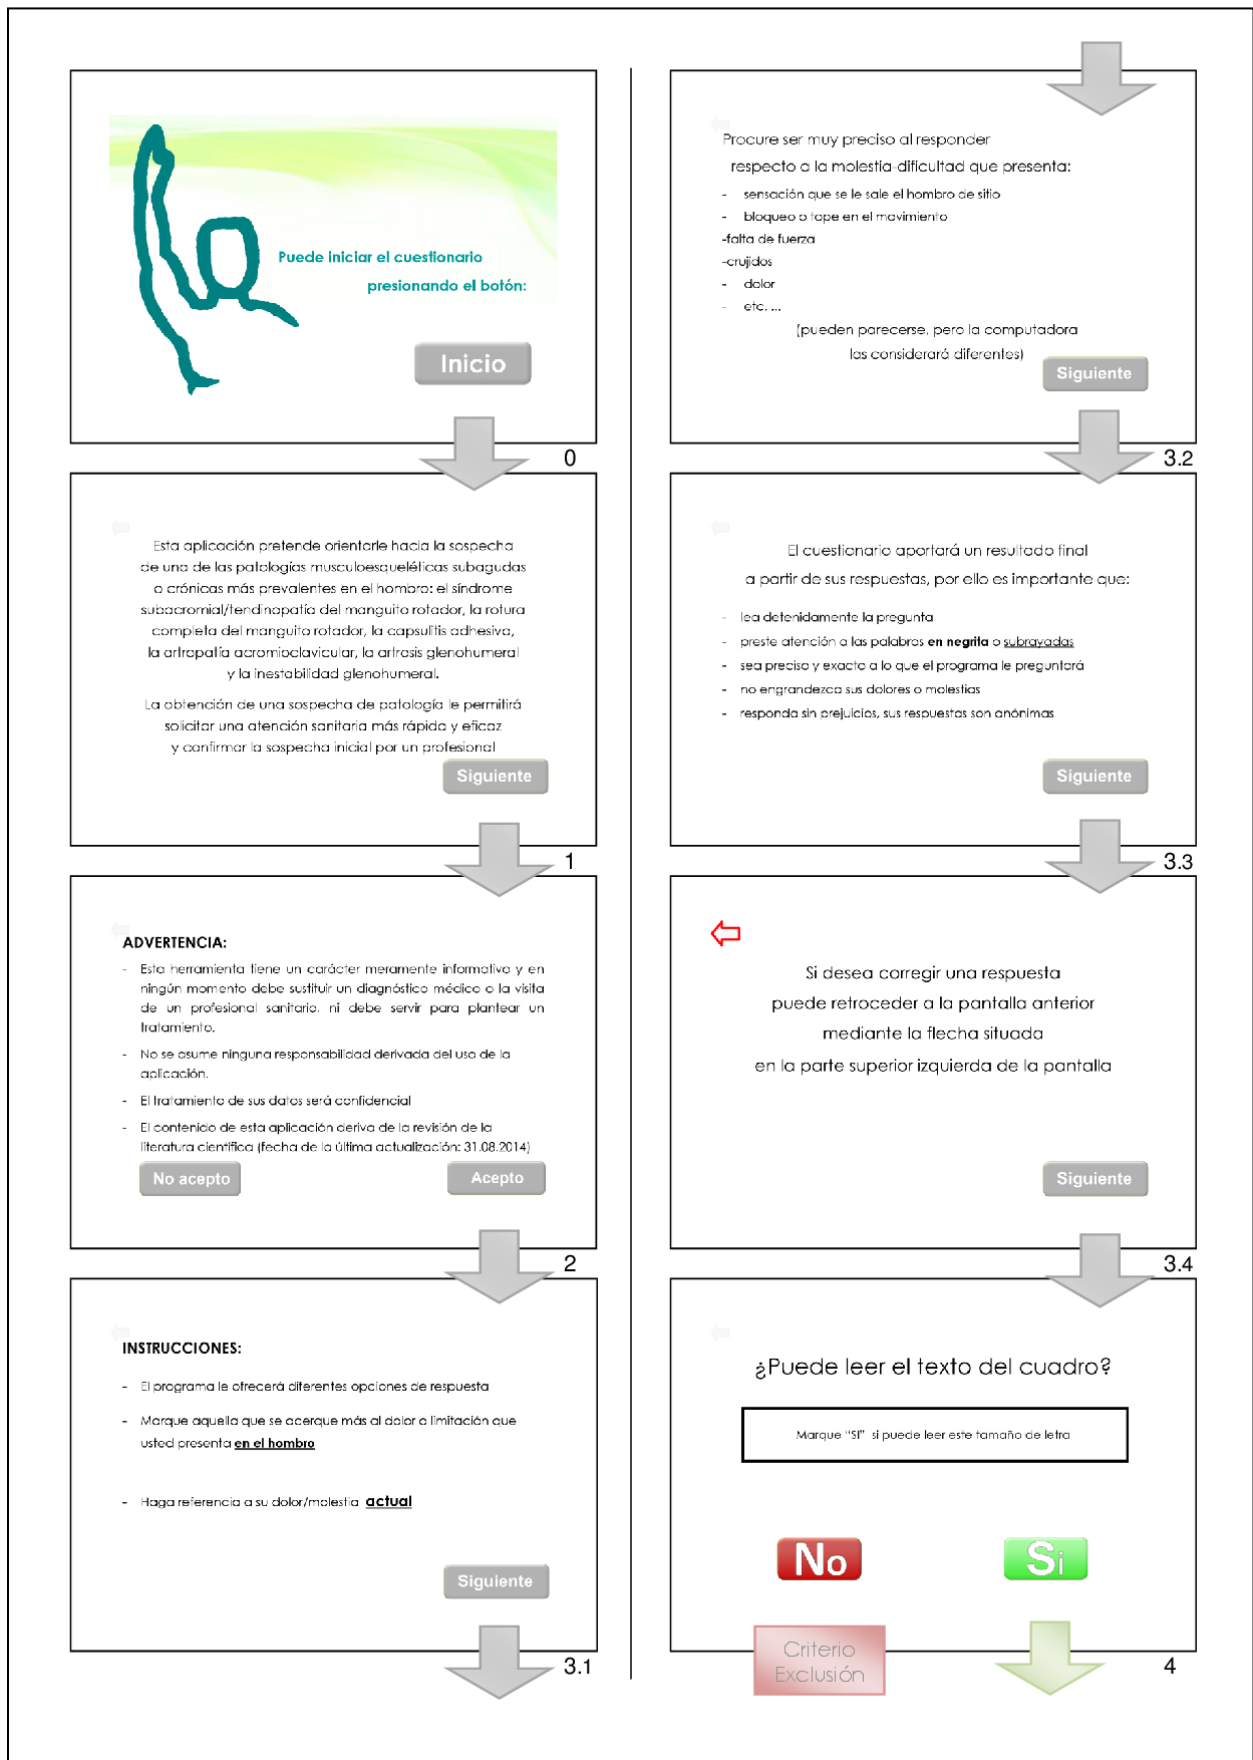 Puede iniciar el cuestionario
presionando el botón:
Inicio
0
Esta aplicación pretende orientarle hacia la sospecha
de una de las patologías musculoesqueléticas subagudas
o crónicas más prevalentes en el hombro: el síndrome
subacromial/tendinopatía del manguito rotador, la rotura
completa del manguito rotador, la capsulitis adhesiva,
la artropatía acromioclavicular, la artrosis glenohumeral
y la inestabilidad glenohumeral.
La obtención de una sospecha de patología le permitirá
solicitar una atención sanitaria más rápida y eficaz
y confirmar la sospecha inicial por un profesional
Siguiente
1
ADVERTENCIA:
- Esta herramienta tiene un carácter meramente informativo y en
ningún momento debe sustituir un diagnóstico médico o la visita
de un profesional sanitario, ni debe servir para plantear un
tratamiento.
- No se asume ninguna responsabilidad derivada del uso de la
aplicación.
- El tratamiento de sus datos será confidencial
- El contenido de esta aplicación deriva de la revisión de la
literatura científica (fecha de la última actualización: 31.08.2014)
No acepto
Acepto
2
INSTRUCCIONES:
- El programa le ofrecerá diferentes opciones de respuesta
- Marque aquella que se acerque más al dolor o limitación que
usted presenta en el hombro
- Haga referencia a su dolor/molestia actual
Siguiente
3.1
Procure ser muy preciso al responder
respecto a la molestia-dificultad que presenta:
- sensación que se le sale el hombro de sitio
- bloqueo o tope en el movimiento
-falta de fuerza
-crujidos
- dolor
- etc. ...
(pueden parecerse, pero la computadora
las considerará diferentes)
Siguiente
3.2
El cuestionario aportará un resultado final
a partir de sus respuestas, por ello es importante que:
- lea detenidamente la pregunta
- preste atención a las palabras en negrita o subrayadas
- sea preciso y exacto a lo que el programa le preguntará
- no engrandezca sus dolores o molestias
- responda sin prejuicios, sus respuestas son anónimas
Siguiente
3.3
Si desea corregir una respuesta
puede retroceder a la pantalla anterior
mediante la flecha situada
en la parte superior izquierda de la pantalla
Siguiente
3.4
¿Puede leer el texto del cuadro?
Marque "SI" si puede leer este tamaño de letra
No
Si
Criterio
Exclusión
4